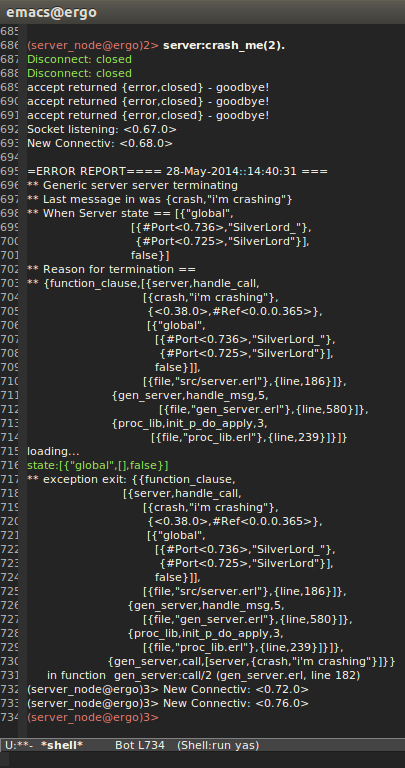 emacs@ergo
685
686 (server_node@ergo)2> server:crash_me(2).
687 Disconnect: closed
688 Disconnect: closed
689 accept returned {error,closed} - goodbye!
690 accept returned {error,closed} - goodbye!
691 accept returned {error,closed} - goodbye!
692 Socket listening: <0.67.0>
693 New Connectiv: <0.68.0>
694
695 =ERROR REPORT==== 28-May-2014::14:40:31 ===
696 ** Generic server server terminating
697 ** Last message in was {crash,"i'm crashing"}
698 ** When Server state == [{"global",
699 [{#Port<0.736>,"SilverLord_"},
700 {#Port<0.725>,"SilverLord"}],
701 false}]
702 ** Reason for termination ==
703 ** {function_clause,[{server,handle_call,
704 [{crash,"i'm crashing"},
705 {<0.38.0>,#Ref<0.0.0.365>},
706 [{"global",
707 [{#Port<0.736>,"SilverLord_"},
708 {#Port<0.725>,"SilverLord"}],
709 false}]],
710 [{file,"src/server.erl"},{line,186}]},
711 {gen_server,handle_msg,5,
712 [{file,"gen_server.erl"},{line,580}]},
713 {proc_lib,init_p_do_apply,3,
714 [{file,"proc_lib.erl"},{line,239}]}]}
715 loading...
716 state:[{"global",[],false}]
717 ** exception exit: {{function_clause,
718 [{server,handle_call,
719 [{crash,"i'm crashing"},
720 {<0.38.0>,#Ref<0.0.0.365>},
721 [{"global",
722 [{#Port<0.736>,"SilverLord_"},
723 {#Port<0.725>,"SilverLord"}],
724 false}]],
725 [{file,"src/server.erl"},{line,186}]},
726 {gen_server,handle_msg,5,
727 [{file,"gen_server.erl"},{line,580}]},
728 {proc_lib,init_p_do_apply,3,
729 [{file,"proc_lib.erl"},{line,239}]}]},
730 {gen_server,call,[server,{crash,"i'm crashing"}]}}
731 in function gen_server:call/2 (gen_server.erl, line 182)
732 (server_node@ergo)3> New Connectiv: <0.72.0>
733 (server_node@ergo)3> New Connectiv: <0.76.0>
734 (server_node@ergo)3>
U:**- *shell* Bot L734 (Shell:run yas)